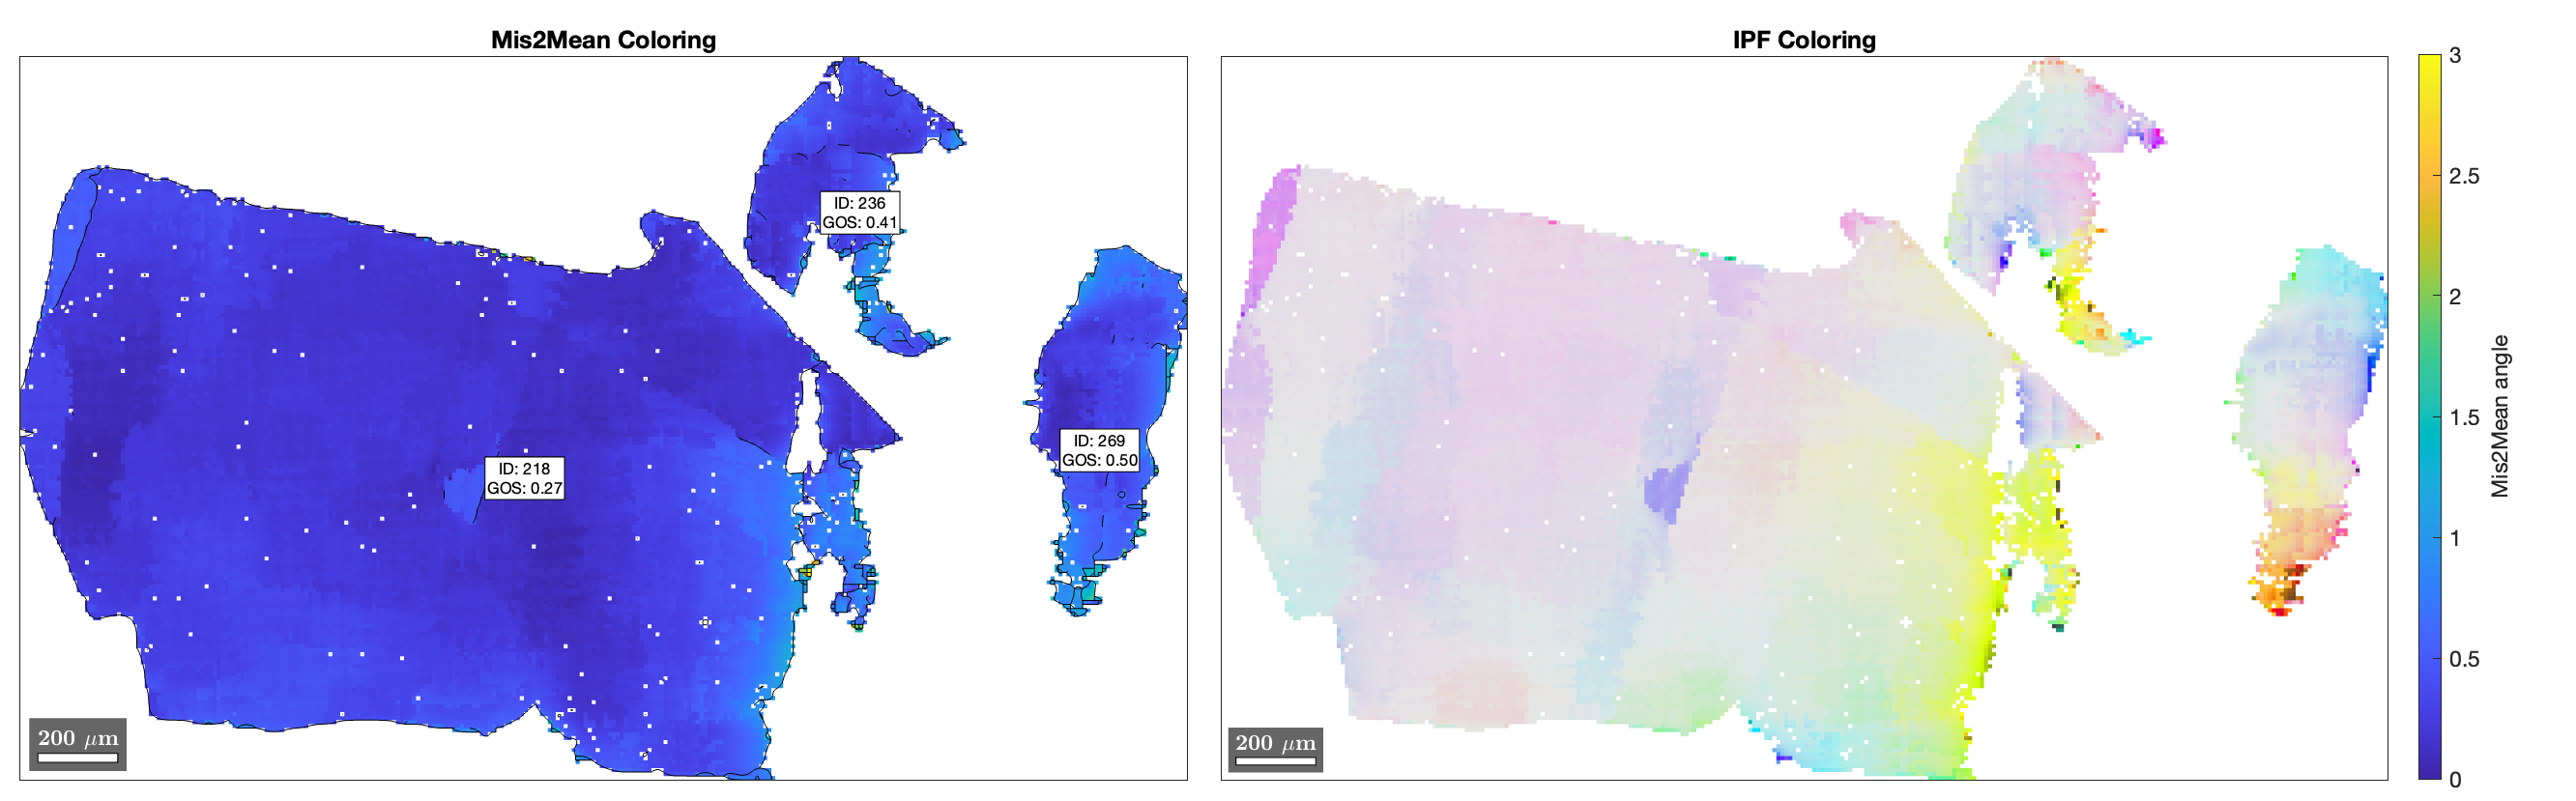 Mis2Mean Coloring
ID: 236
GOS: 0.41
ID: 218
GOS: 0.27
ID: 269
GOS: 0.50
200 μm
IPF Coloring
200 μm
3
2.5
2
1.5
1
0.5
0
Mis2Mean angle